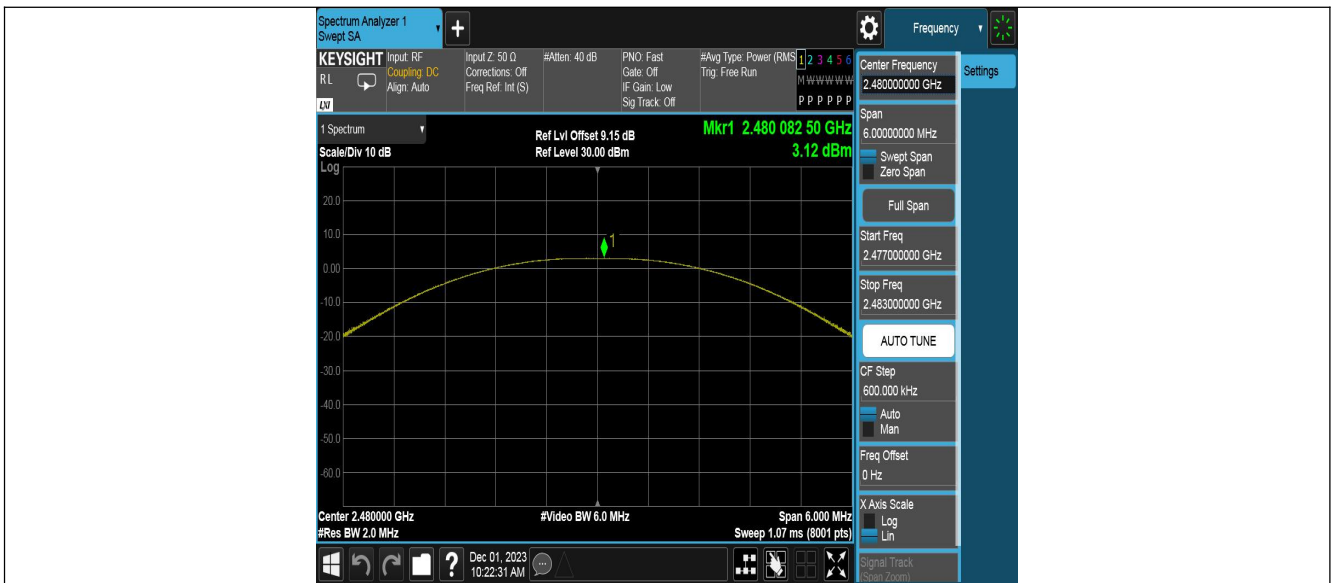 Spectrum Analyzer 1
Swept SA
+
Frequency
KEYSIGHT
RL
LXI
Input: RF
Coupling: DC
Align: Auto
Input Z: 50 Ω
Corrections: Off
Freq Ref: Int (S)
#Atten: 40 dB
PNO: Fast
Gate: Off
IF Gain: Low
Sig Track: Off
#Avg Type: Power (RMS
Trig: Free Run
1 2 3 4 5 6
M W W W W W
P P P P P P
1 Spectrum
Scale/Div 10 dB
Log
Ref Lvl Offset 9.15 dB
Ref Level 30.00 dBm
Mkr1 2.480 082 50 GHz
3.12 dBm
1
20.0
10.0
0.00
-10.0
-20.0
-30.0
-40.0
-50.0
-60.0
Center 2.480000 GHz
#Res BW 2.0 MHz
#Video BW 6.0 MHz
Span 6.000 MHz
Sweep 1.07 ms (8001 pts)
?
Dec 01, 2023
10:22:31 AM
Center Frequency
2.480000000 GHz
Settings
Span
6.00000000 MHz
Swept Span
Zero Span
Full Span
Start Freq
2.477000000 GHz
Stop Freq
2.483000000 GHz
AUTO TUNE
CF Step
600.000 kHz
Auto
Man
Freq Offset
0 Hz
X Axis Scale
Log
Lin
Signal Track
(Span Zoom)